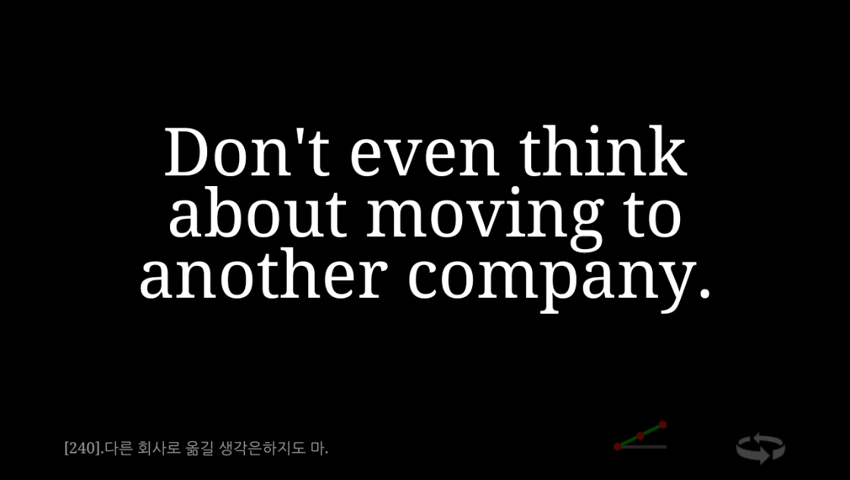 Don't even think
about moving to
another company.
[240].다른 회사로 옮길 생각은하지도 마.